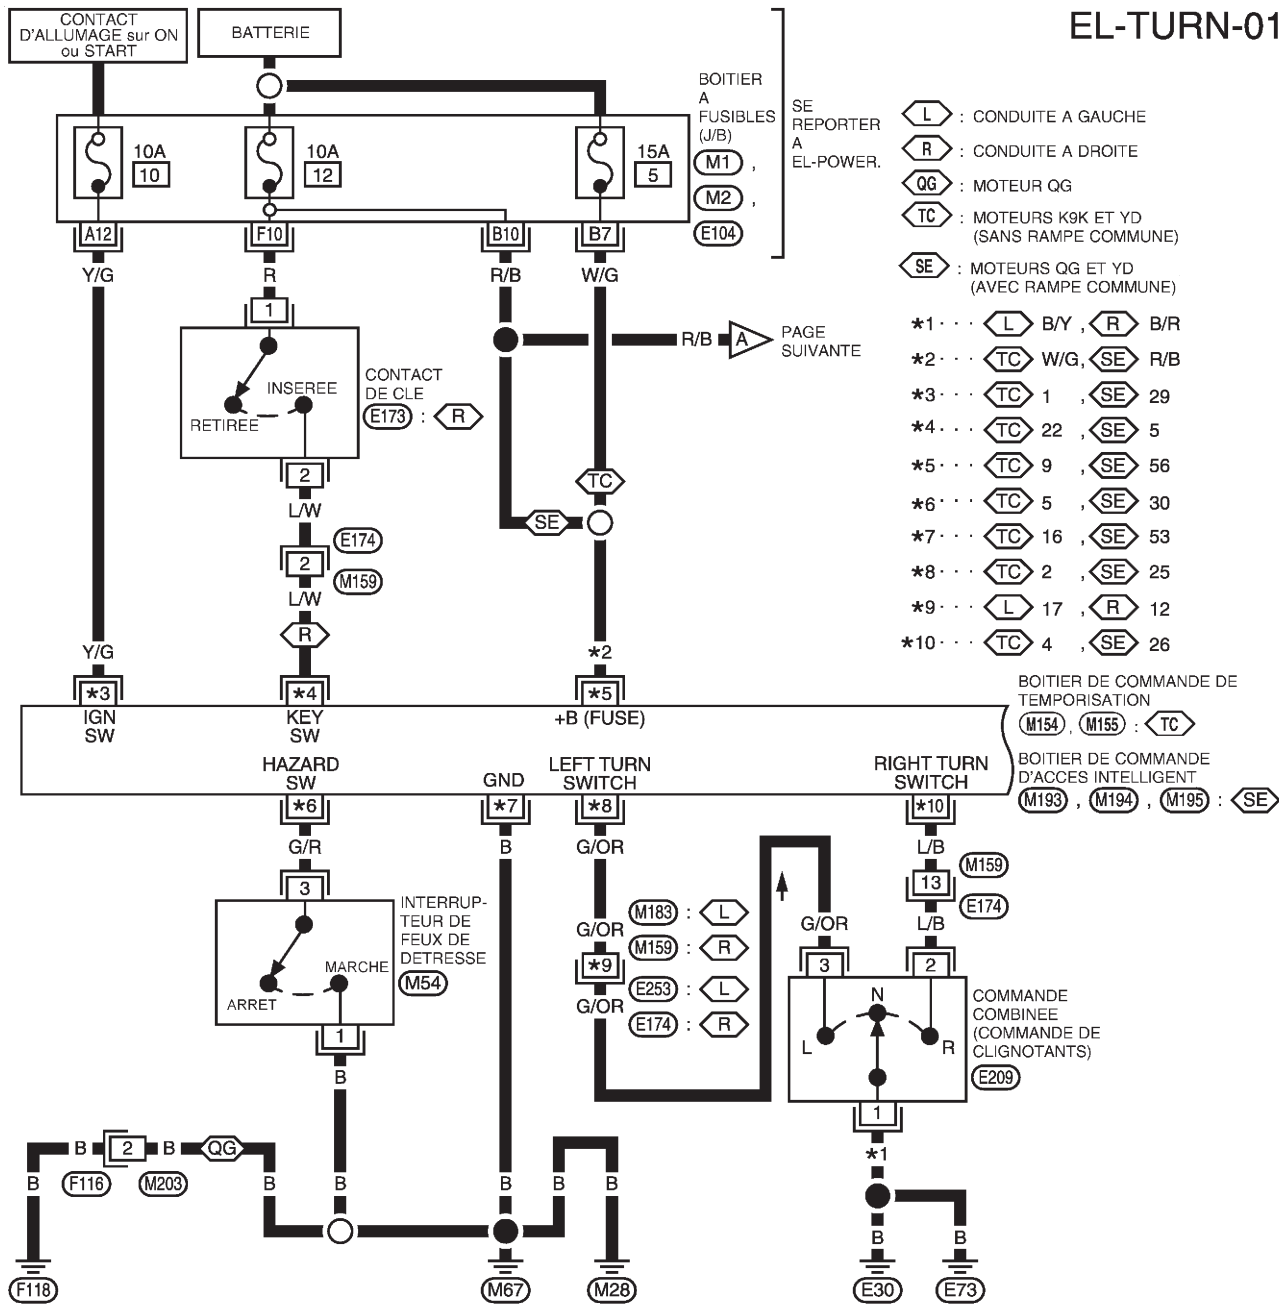 EL-TURN-01
CONTACT
D'ALLUMAGE sur ON
ou START
BATTERIE
10A
10
10A
12
15A
5
BOITIER
A
FUSIBLES
(J/B)
M1 ,
M2 ,
E104
SE
REPORTER
A
EL-POWER.
L : CONDUITE A GAUCHE
R : CONDUITE A DROITE
QG : MOTEUR QG
TC : MOTEURS K9K ET YD
(SANS RAMPE COMMUNE)
SE : MOTEURS QG ET YD
(AVEC RAMPE COMMUNE)
*1 · · · L B/Y , R B/R
*2 · · · TC W/G, SE R/B
*3 · · · TC 1 , SE 29
*4 · · · TC 22 , SE 5
*5 · · · TC 9 , SE 56
*6 · · · TC 5 , SE 30
*7 · · · TC 16 , SE 53
*8 · · · TC 2 , SE 25
*9 · · · L 17 , R 12
*10 · · · TC 4 , SE 26
A12
F10
B10
B7
Y/G
R
R/B
W/G
1
R/B
A
PAGE
SUIVANTE
INSEREE
RETIREE
CONTACT
DE CLE
E173 : R
2
L/W
E174
2
M159
L/W
R
TC
SE
Y/G
*2
*3
*4
*5
IGN
SW
KEY
SW
+B (FUSE)
HAZARD
SW
GND
LEFT TURN
SWITCH
RIGHT TURN
SWITCH
BOITIER DE COMMANDE DE
TEMPORISATION
M154 , M155 : TC
BOITIER DE COMMANDE
D'ACCES INTELLIGENT
M193 , M194 , M195 : SE
*6
*7
*8
*10
G/R
B
G/OR
L/B
3
13
M159
E174
L/B
INTERRUP-
TEUR DE
FEUX DE
DETRESSE
M54
MARCHE
ARRET
1
G/OR
*9
G/OR
M183 : L
M159 : R
E253 : L
E174 : R
G/OR
3
2
L
N
R
COMMANDE
COMBINEE
(COMMANDE DE
CLIGNOTANTS)
E209
1
*1
B
B
2
B
QG
F116
M203
B
B
B
B
B
B
B
B
F118
M67
M28
E30
E73